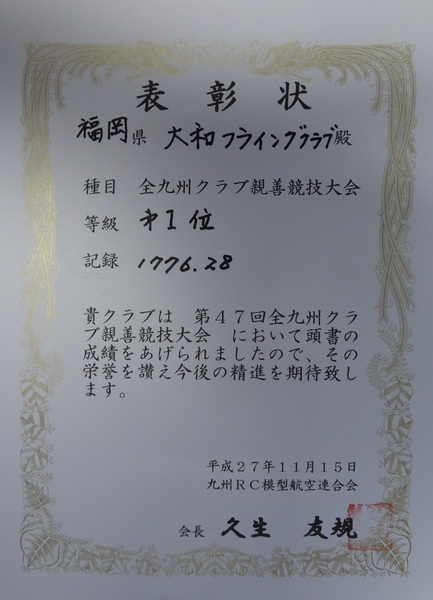 表彰状
福岡県 大和フライングクラブ殿
種目 全九州クラブ親善競技大会
等級 才1位
記録 1776.28
貴クラブは 第47回全九州クラ
ブ親善競技大会 において頭書の
成績をあげられましたので、その
栄誉を讃え今後の精進を期待致し
ます。
平成27年11月15日
九州RC模型航空連合会
会長 久生 友規